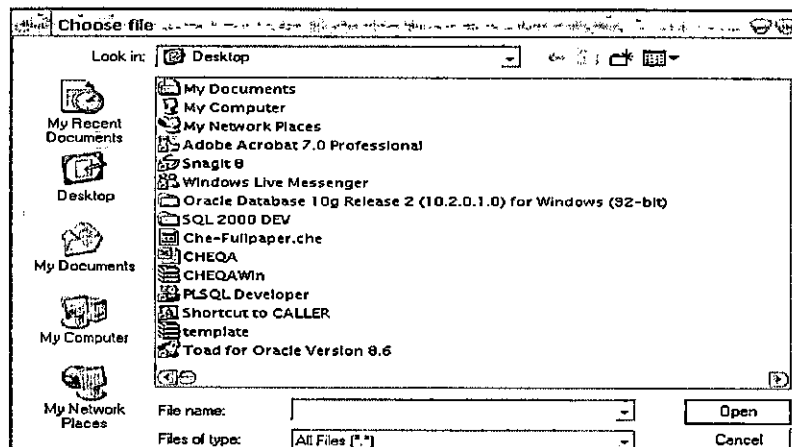 Choose file
Look in: Desktop
My Recent
Documents
Desktop
My Documents
My Computer
My Network
Places
My Documents
My Computer
My Network Places
Adobe Acrobat 7.0 Professional
SnagIt 8
Windows Live Messenger
Oracle Database 10g Release 2 (10.2.0.1.0) for Windows (32-bit)
SQL 2000 DEV
Che-Fullpaper.che
CHEQA
CHEQAWin
PLSQL Developer
Shortcut to CALLER
template
Toad for Oracle Version 8.6
File name:
Open
Files of type: All Files (*.*)
Cancel